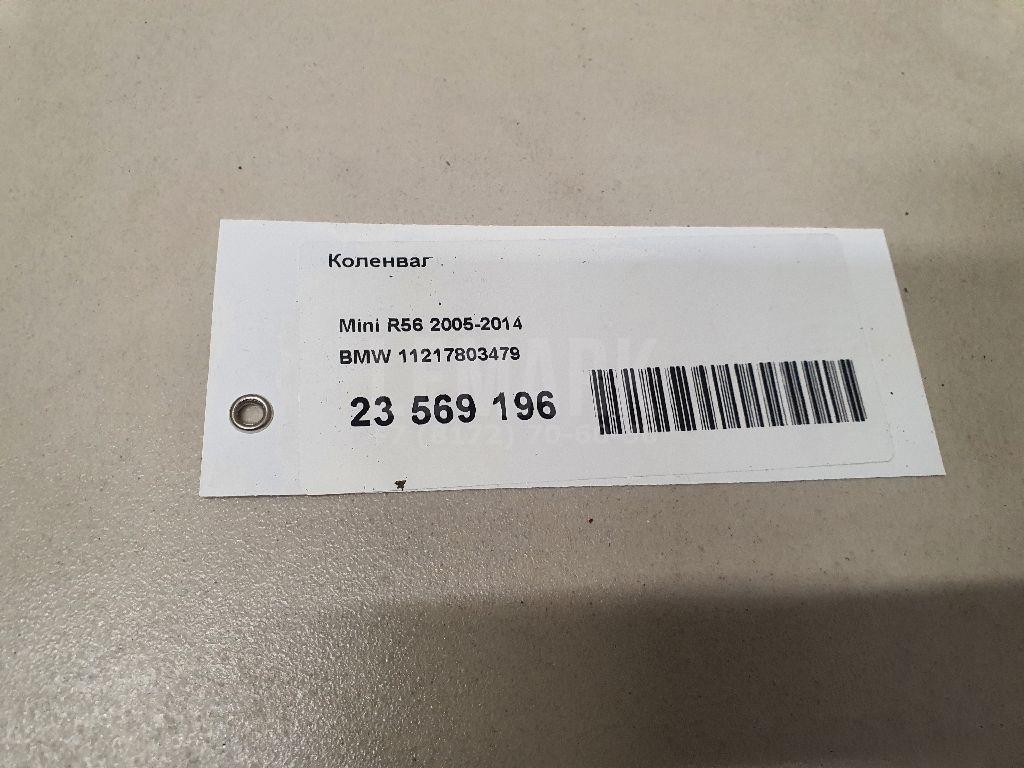 Коленвал
Mini R56 2005-2014
BMW 11217803479
23 569 196